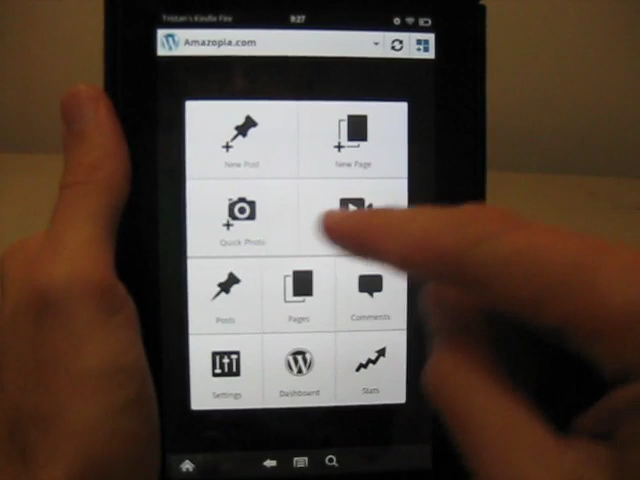 Tristan's Kindle Fire 9:27
Amazopia.com
New Post New Page
Quick Photo
Posts Pages Comments
Settings Dashboard Stats